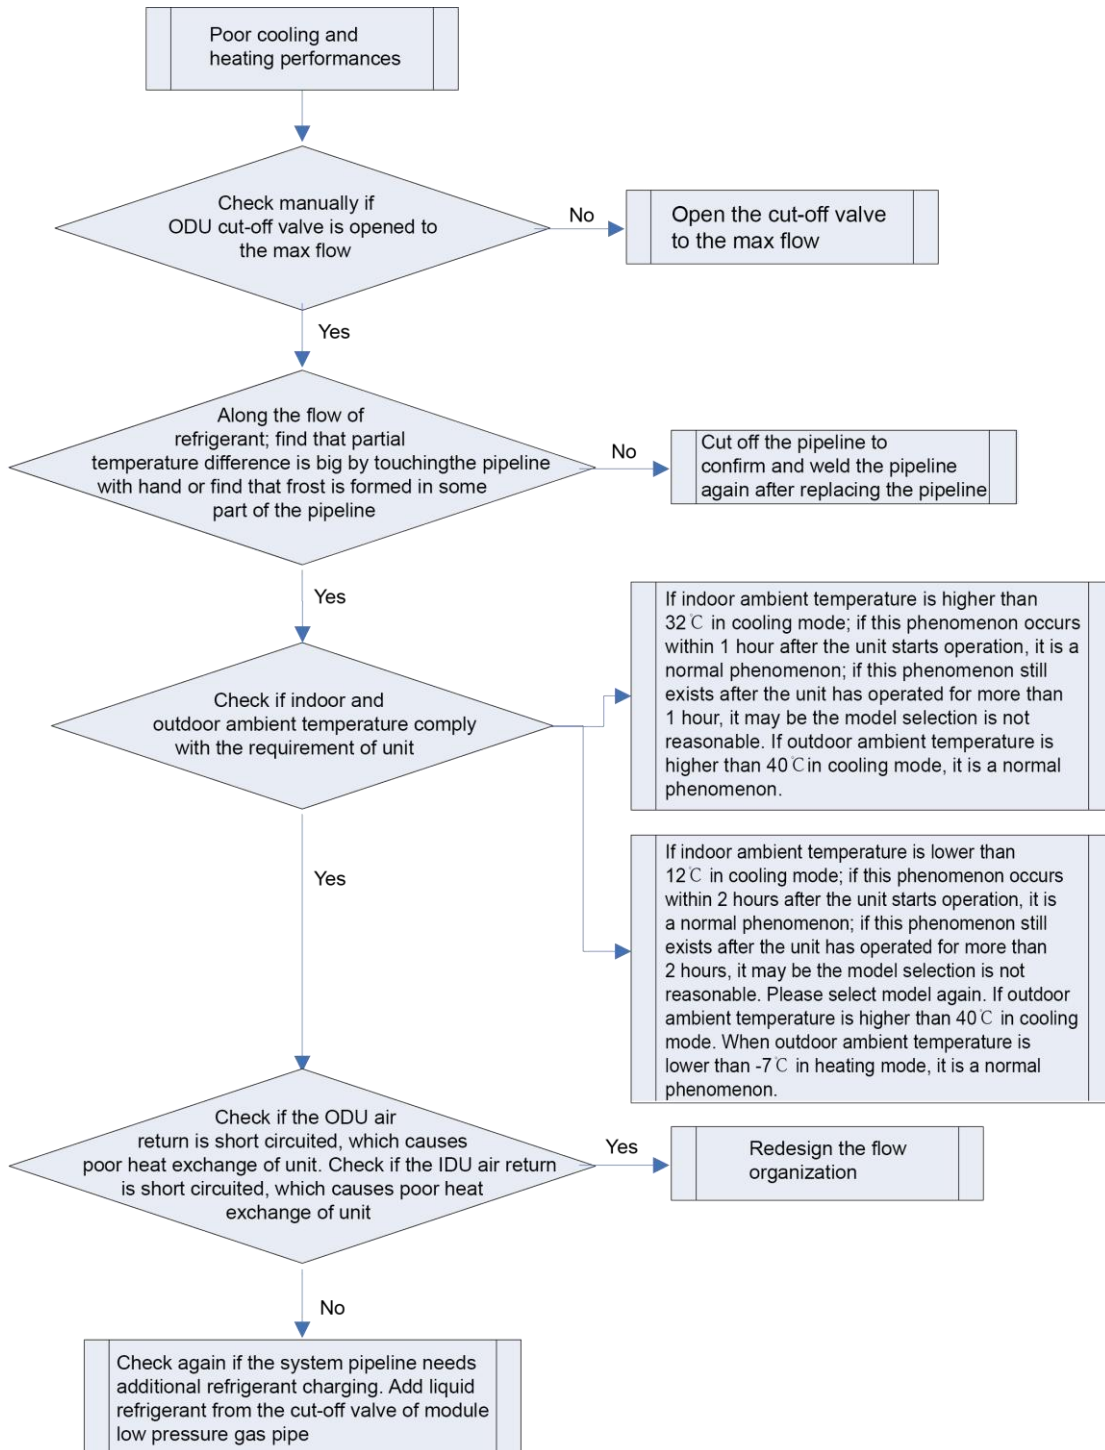 Poor cooling and
heating performances
Check manually if
ODU cut-off valve is opened to
the max flow
No
Open the cut-off valve
to the max flow
Yes
Along the flow of
refrigerant; find that partial
temperature difference is big by touchingthe pipeline
with hand or find that frost is formed in some
part of the pipeline
No
Cut off the pipeline to
confirm and weld the pipeline
again after replacing the pipeline
Yes
Check if indoor and
outdoor ambient temperature comply
with the requirement of unit
If indoor ambient temperature is higher than
32℃ in cooling mode; if this phenomenon occurs
within 1 hour after the unit starts operation, it is a
normal phenomenon; if this phenomenon still
exists after the unit has operated for more than
1 hour, it may be the model selection is not
reasonable. If outdoor ambient temperature is
higher than 40℃in cooling mode, it is a normal
phenomenon.
Yes
If indoor ambient temperature is lower than
12℃ in cooling mode; if this phenomenon occurs
within 2 hours after the unit starts operation, it is
a normal phenomenon; if this phenomenon still
exists after the unit has operated for more than
2 hours, it may be the model selection is not
reasonable. Please select model again. If outdoor
ambient temperature is higher than 40℃ in cooling
mode. When outdoor ambient temperature is
lower than -7℃ in heating mode, it is a normal
phenomenon.
Check if the ODU air
return is short circuited, which causes
poor heat exchange of unit. Check if the IDU air return
is short circuited, which causes poor heat
exchange of unit
Yes
Redesign the flow
organization
No
Check again if the system pipeline needs
additional refrigerant charging. Add liquid
refrigerant from the cut-off valve of module
low pressure gas pipe